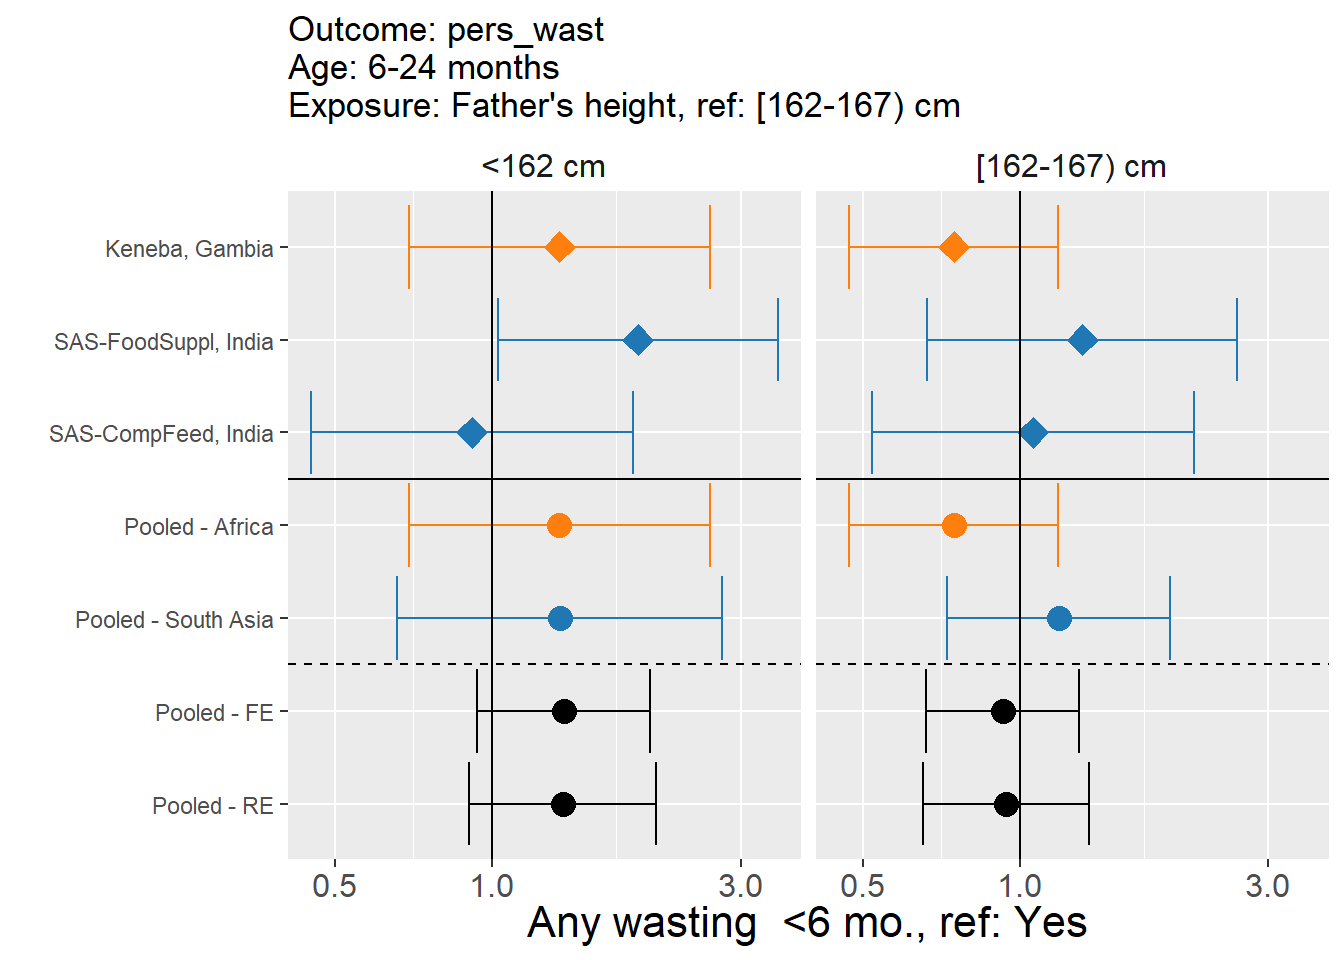 Outcome: pers_wast
Age: 6-24 months
Exposure: Father's height, ref: [162-167) cm
<162 cm
[162-167) cm
Keneba, Gambia
SAS-FoodSuppl, India
SAS-CompFeed, India
Pooled - Africa
Pooled - South Asia
Pooled - FE
Pooled - RE
0.5 1.0 3.0 0.5 1.0 3.0
Any wasting  <6 mo., ref: Yes